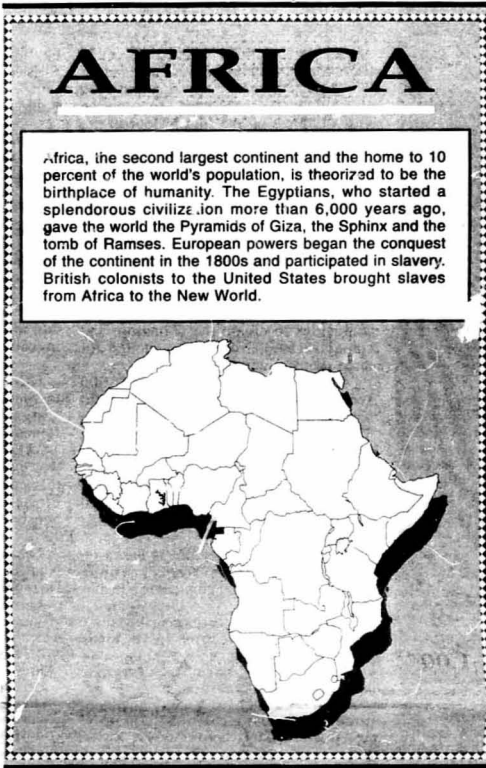 AFRICA
Africa, the second largest continent and the home to 10
percent of the world's population, is theorized to be the
birthplace of humanity. The Egyptians, who started a
splendorous civilization more than 6,000 years ago,
gave the world the Pyramids of Giza, the Sphinx and the
tomb of Ramses. European powers began the conquest
of the continent in the 1800s and participated in slavery.
British colonists to the United States brought slaves
from Africa to the New World.